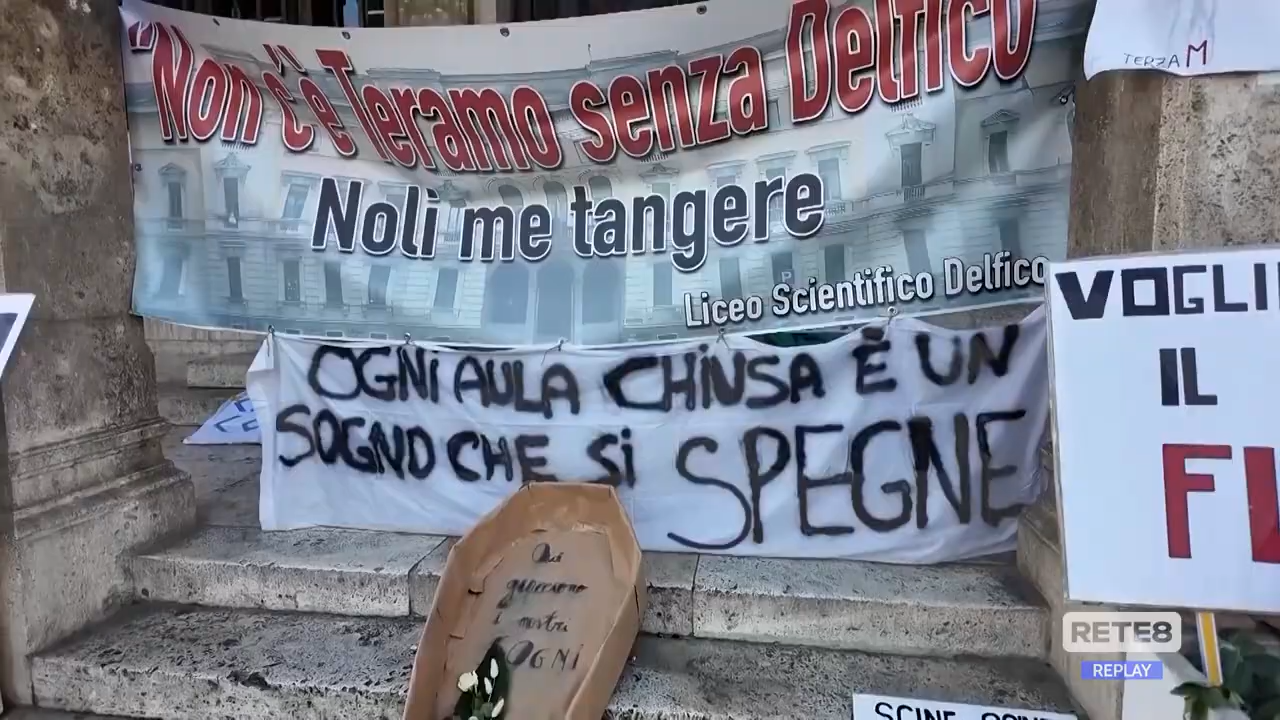 "Non c'è Teramo senza Delfico
Noli me tangere
Liceo Scientifico Delfico
TERZA M
OGNI AULA CHIUSA È UN
SOGNO CHE SI SPEGNE
VOGLI
IL
FU
Qui
giacciono
i nostri
SOGNI
RETE8
REPLAY